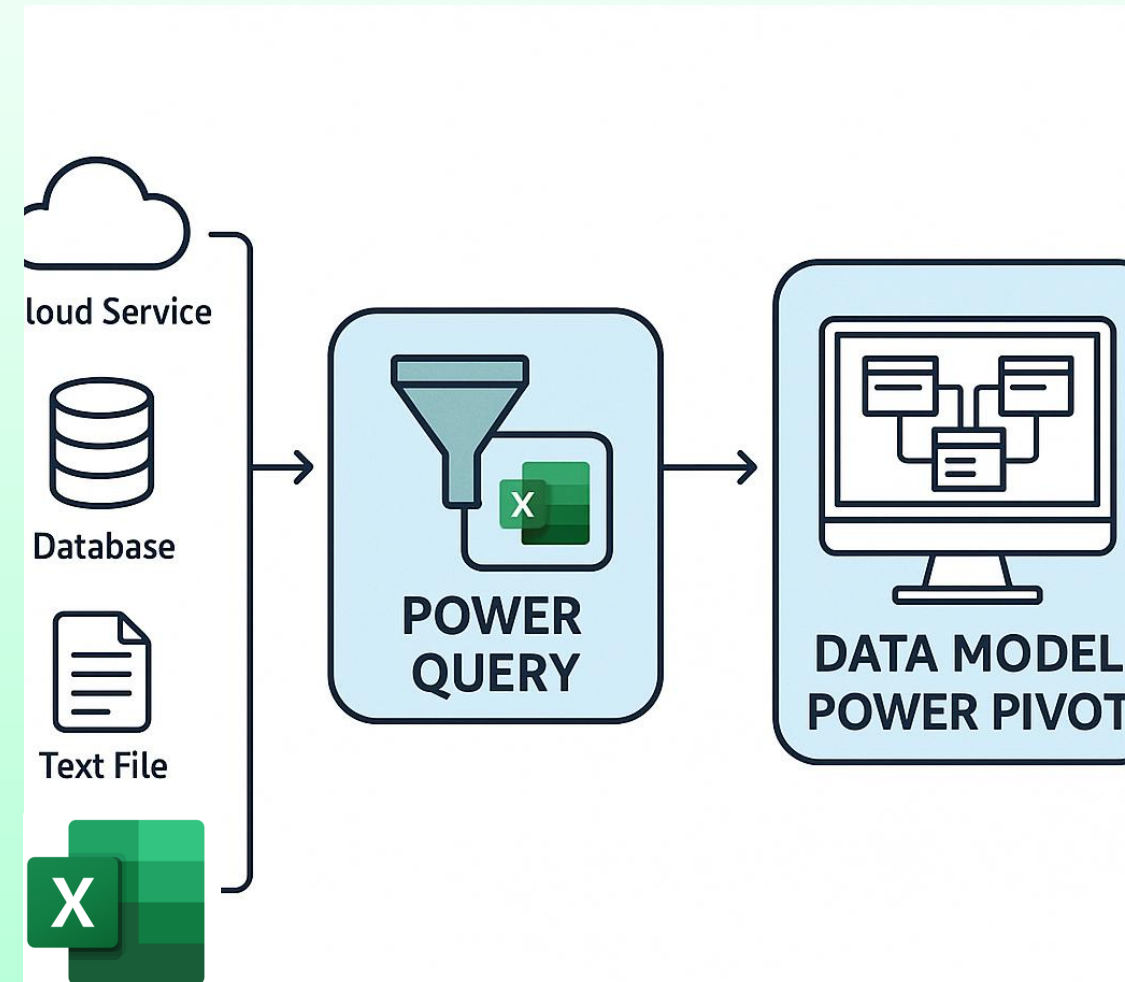 loud Service
Database
Text File
X
X
POWER
QUERY
DATA MODEL
POWER PIVOT